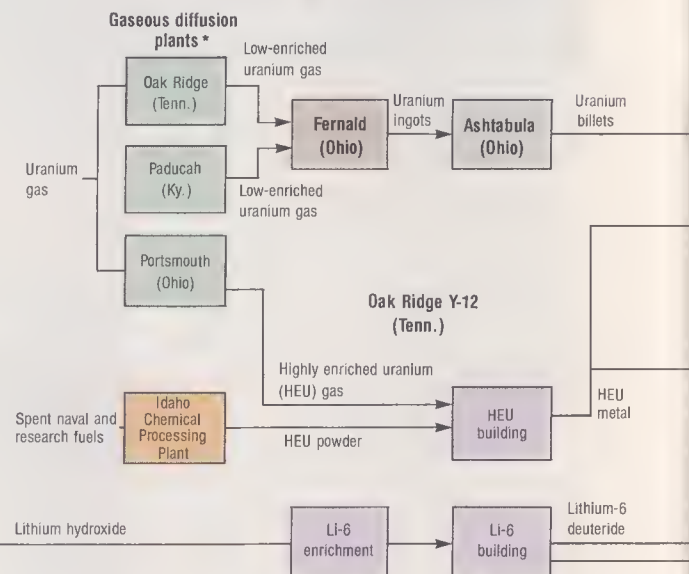 Gaseous diffusion
plants *
Low-enriched
uranium gas
Oak Ridge
(Tenn.)
Fernald
(Ohio)
Uranium
ingots
Ashtabula
(Ohio)
Uranium
billets
Uranium
gas
Paducah
(Ky.)
Low-enriched
uranium gas
Portsmouth
(Ohio)
Oak Ridge Y-12
(Tenn.)
Highly enriched uranium
(HEU) gas
Spent naval and
research fuels
Idaho
Chemical
Processing
Plant
HEU powder
HEU
building
HEU
metal
Lithium hydroxide
Li-6
enrichment
Li-6
building
Lithium-6
deuteride